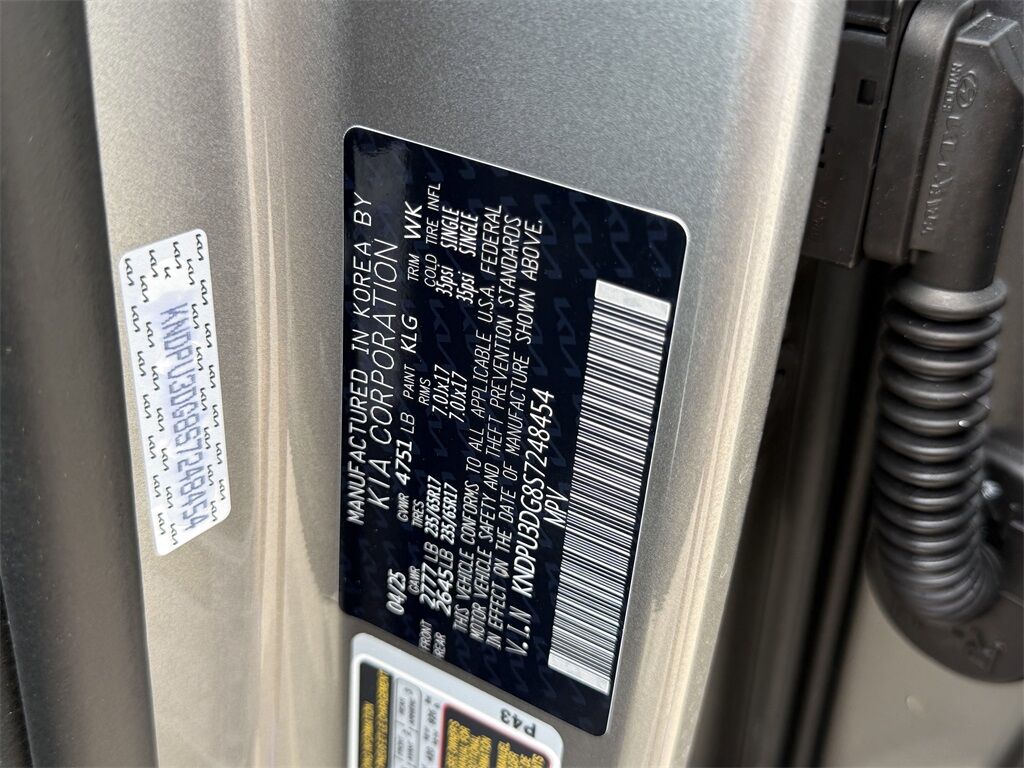 KNDPU3DG8S7248454
MANUFACTURED IN KOREA BY
KIA CORPORATION
04/25 GVWR 4751 LB PAINT KLG TRIM WK
GAWR TIRES RMS COLD TIRE INFL
FRONT 2777 LB 235/65R17 7.0Jx17 35psi SINGLE
REAR 2645 LB 235/65R17 7.0Jx17 35psi SINGLE
THIS VEHICLE CONFORMS TO ALL APPLICABLE U.S.A. FEDERAL
MOTOR VEHICLE SAFETY AND THEFT PREVENTION STANDARDS
IN EFFECT ON THE DATE OF MANUFACTURE SHOWN ABOVE.
V.I.N KNDPU3DG8S7248454
NPV
P43